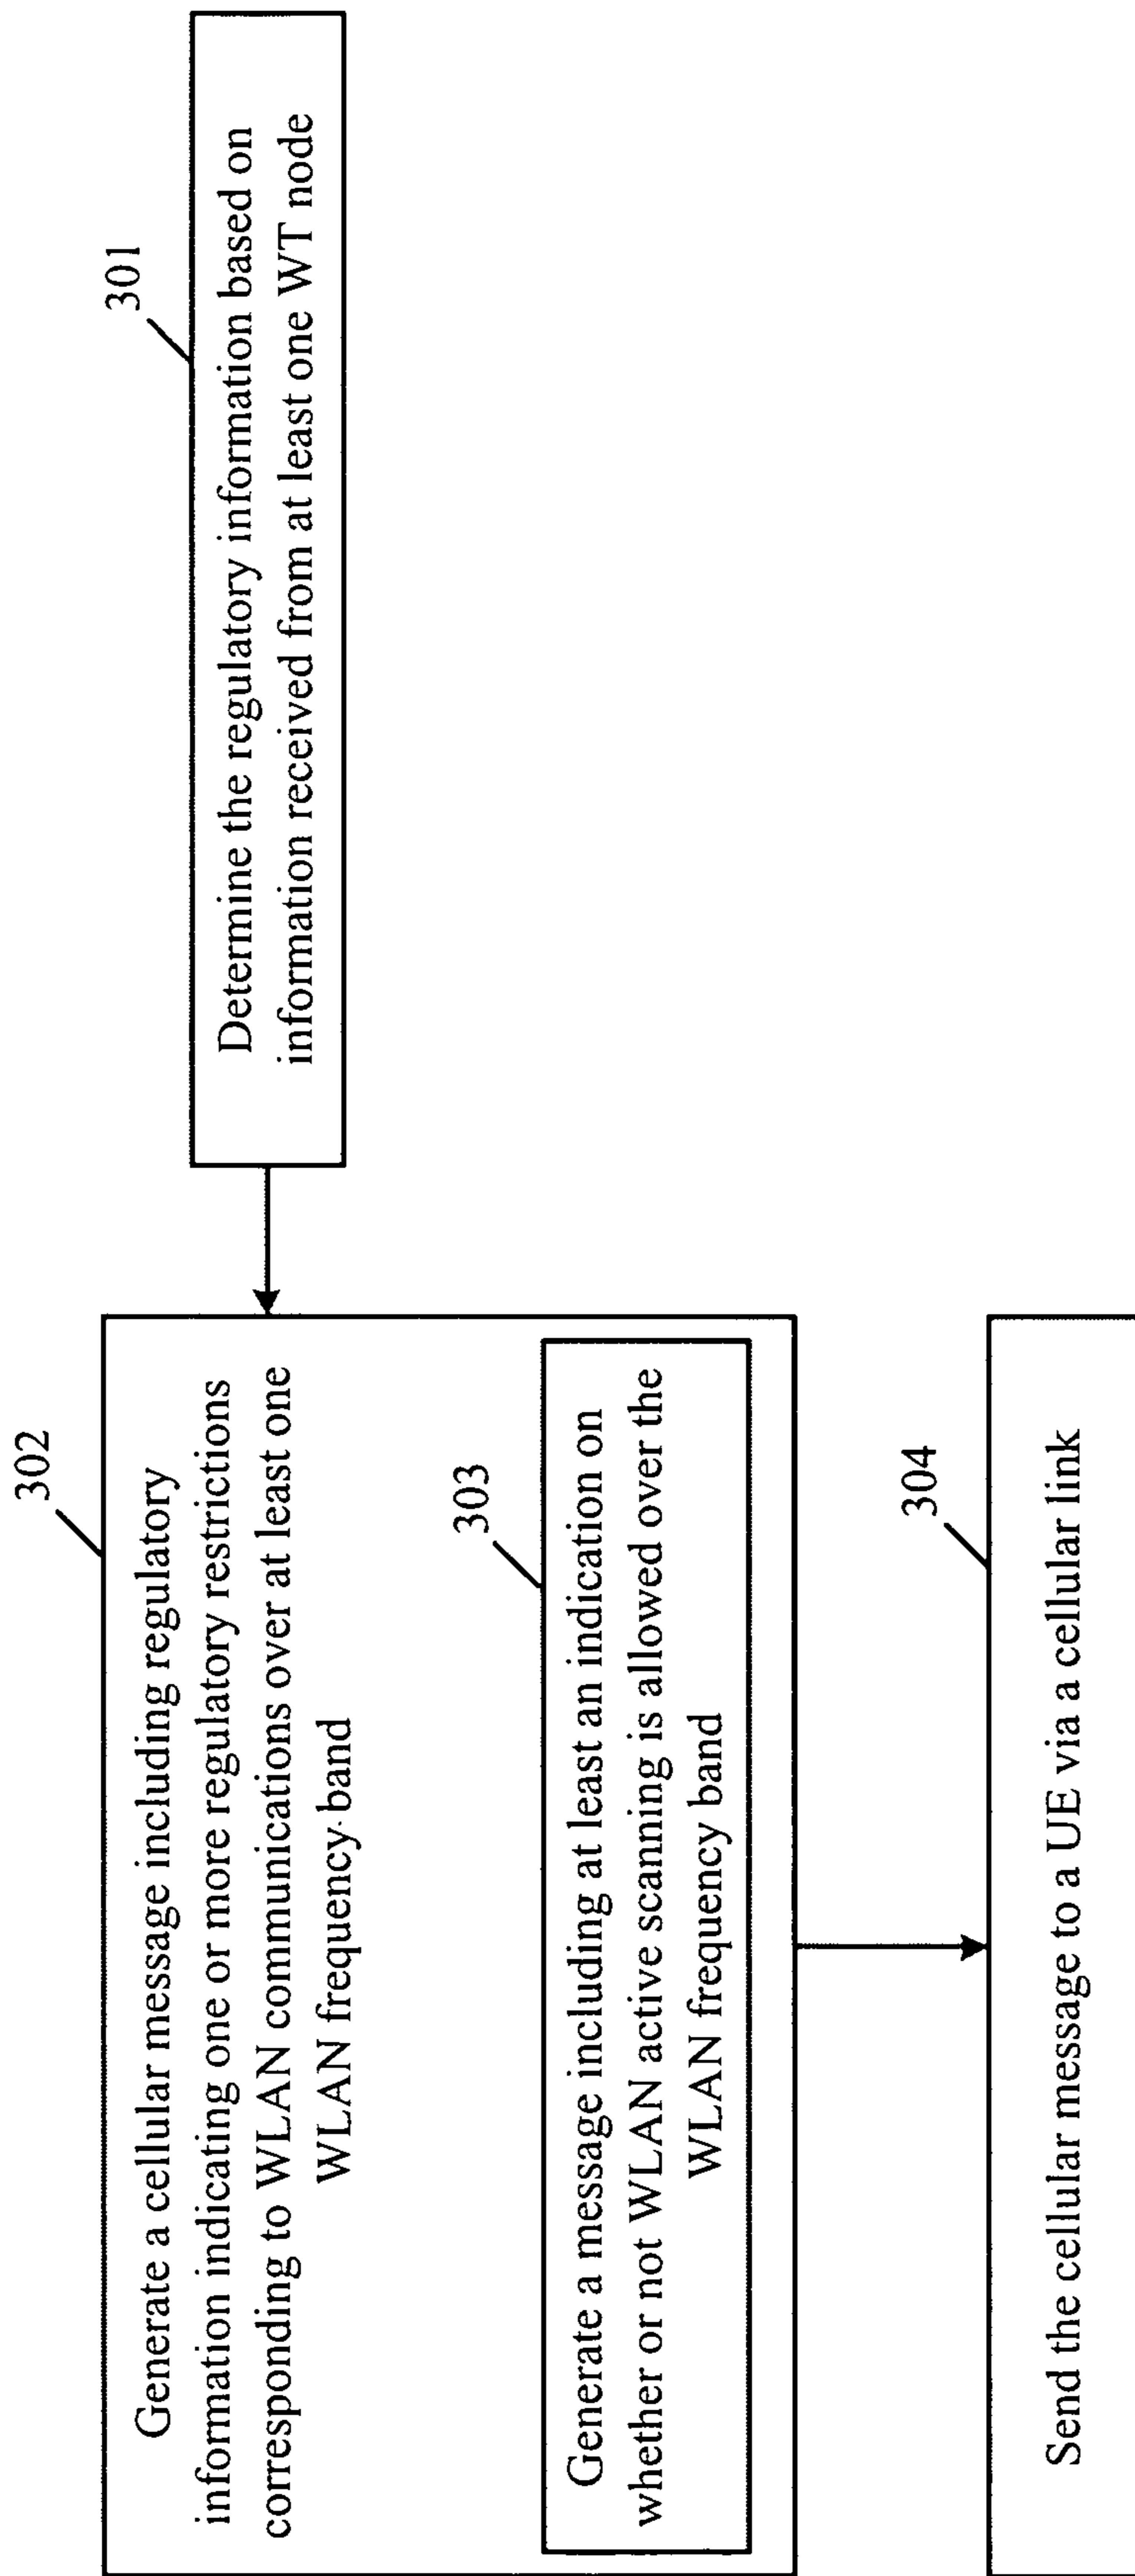 301
Determine the regulatory information based on
information received from at least one WT node
302
Generate a cellular message including regulatory
information indicating one or more regulatory restrictions
corresponding to WLAN communications over at least one
WLAN frequency band
303
Generate a message including at least an indication on
whether or not WLAN active scanning is allowed over the
WLAN frequency band
304
Send the cellular message to a UE via a cellular link